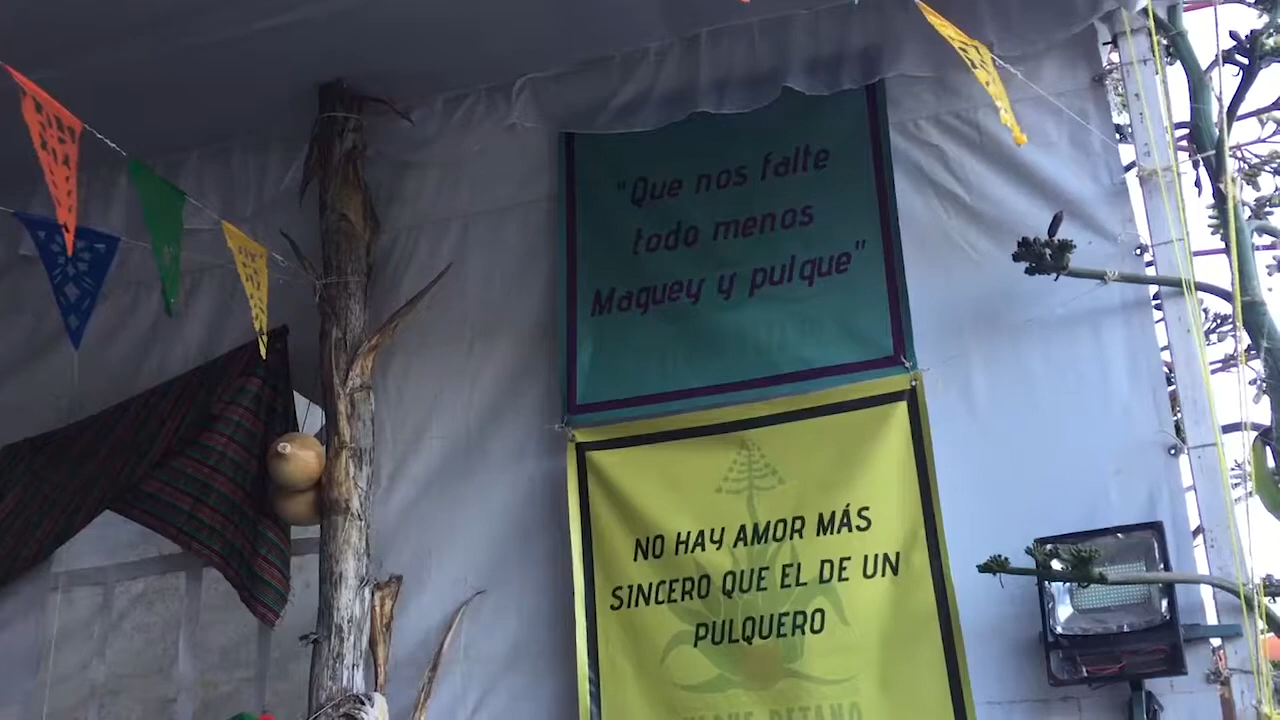 "Que nos falte
todo menos
Maguey y pulque"
NO HAY AMOR MÁS
SINCERO QUE EL DE UN
PULQUERO